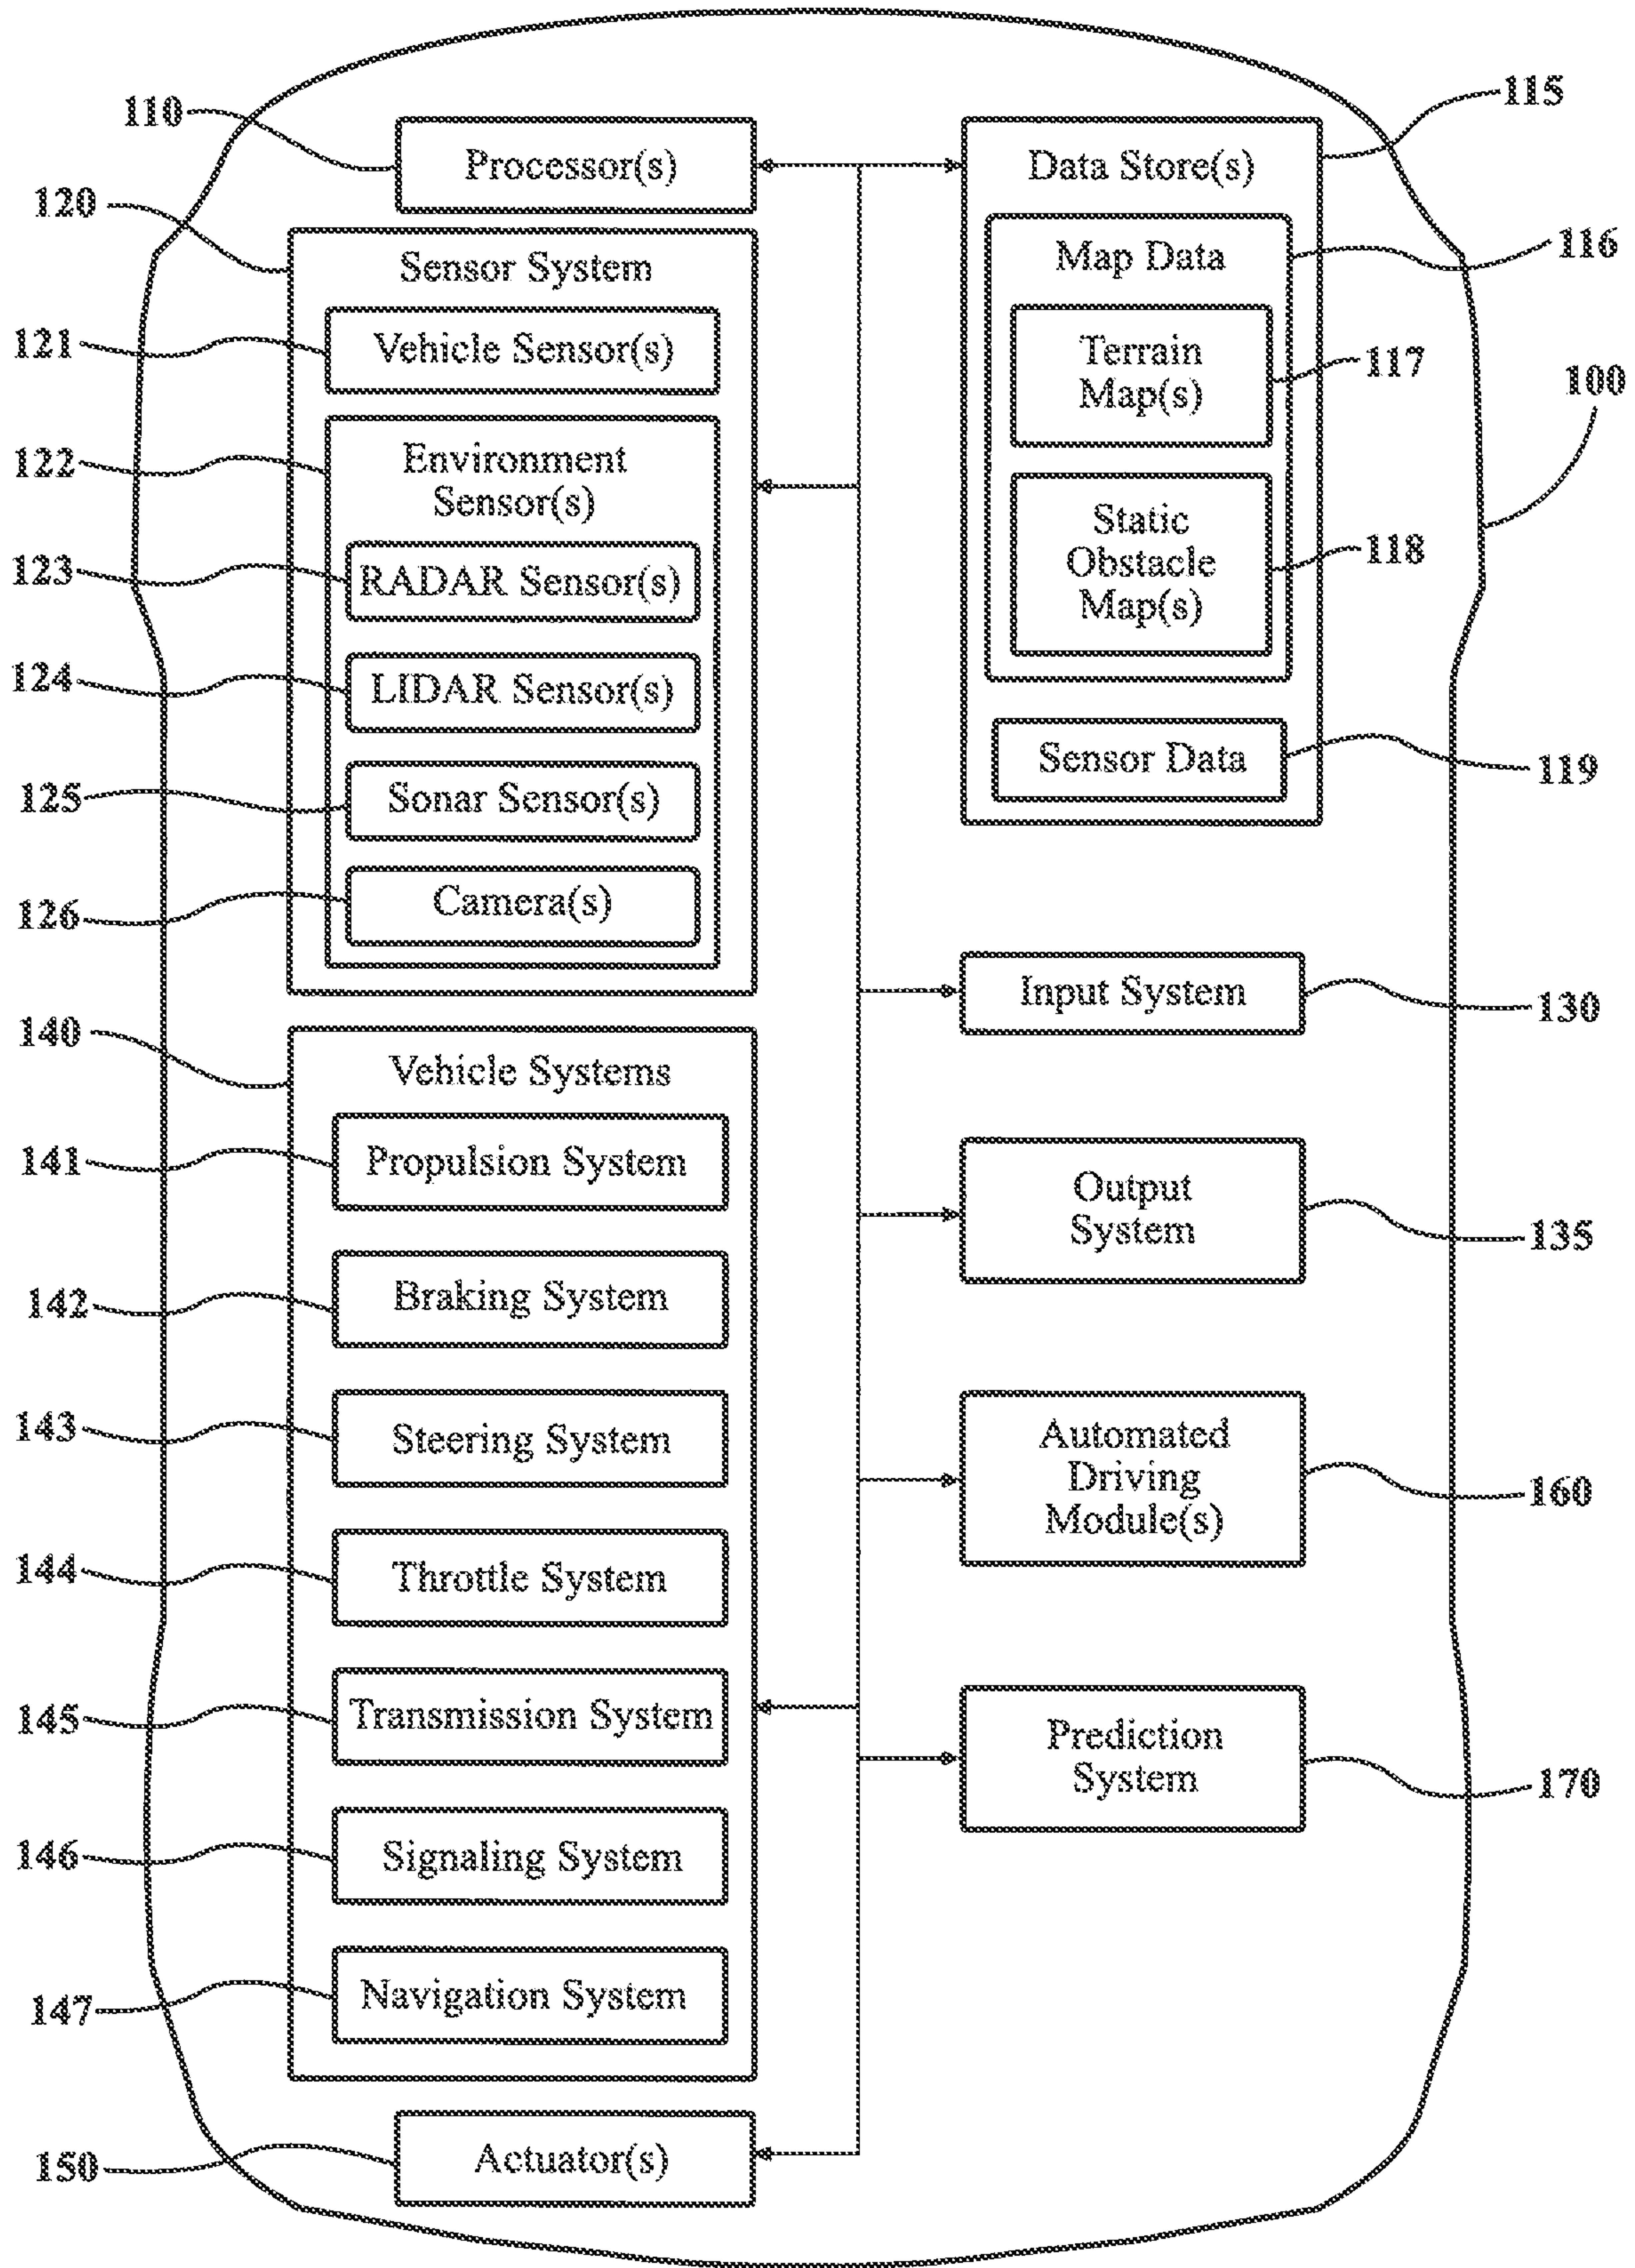 110
Processor(s)
115
Data Store(s)
120
Sensor System
116
Map Data
121
Vehicle Sensor(s)
117
Terrain
Map(s)
100
122
Environment
Sensor(s)
118
Static
Obstacle
Map(s)
123
RADAR Sensor(s)
124
LIDAR Sensor(s)
119
Sensor Data
125
Sonar Sensor(s)
126
Camera(s)
130
Input System
140
Vehicle Systems
141
Propulsion System
135
Output
System
142
Braking System
143
Steering System
160
Automated
Driving
Module(s)
144
Throttle System
145
Transmission System
170
Prediction
System
146
Signaling System
147
Navigation System
150
Actuator(s)